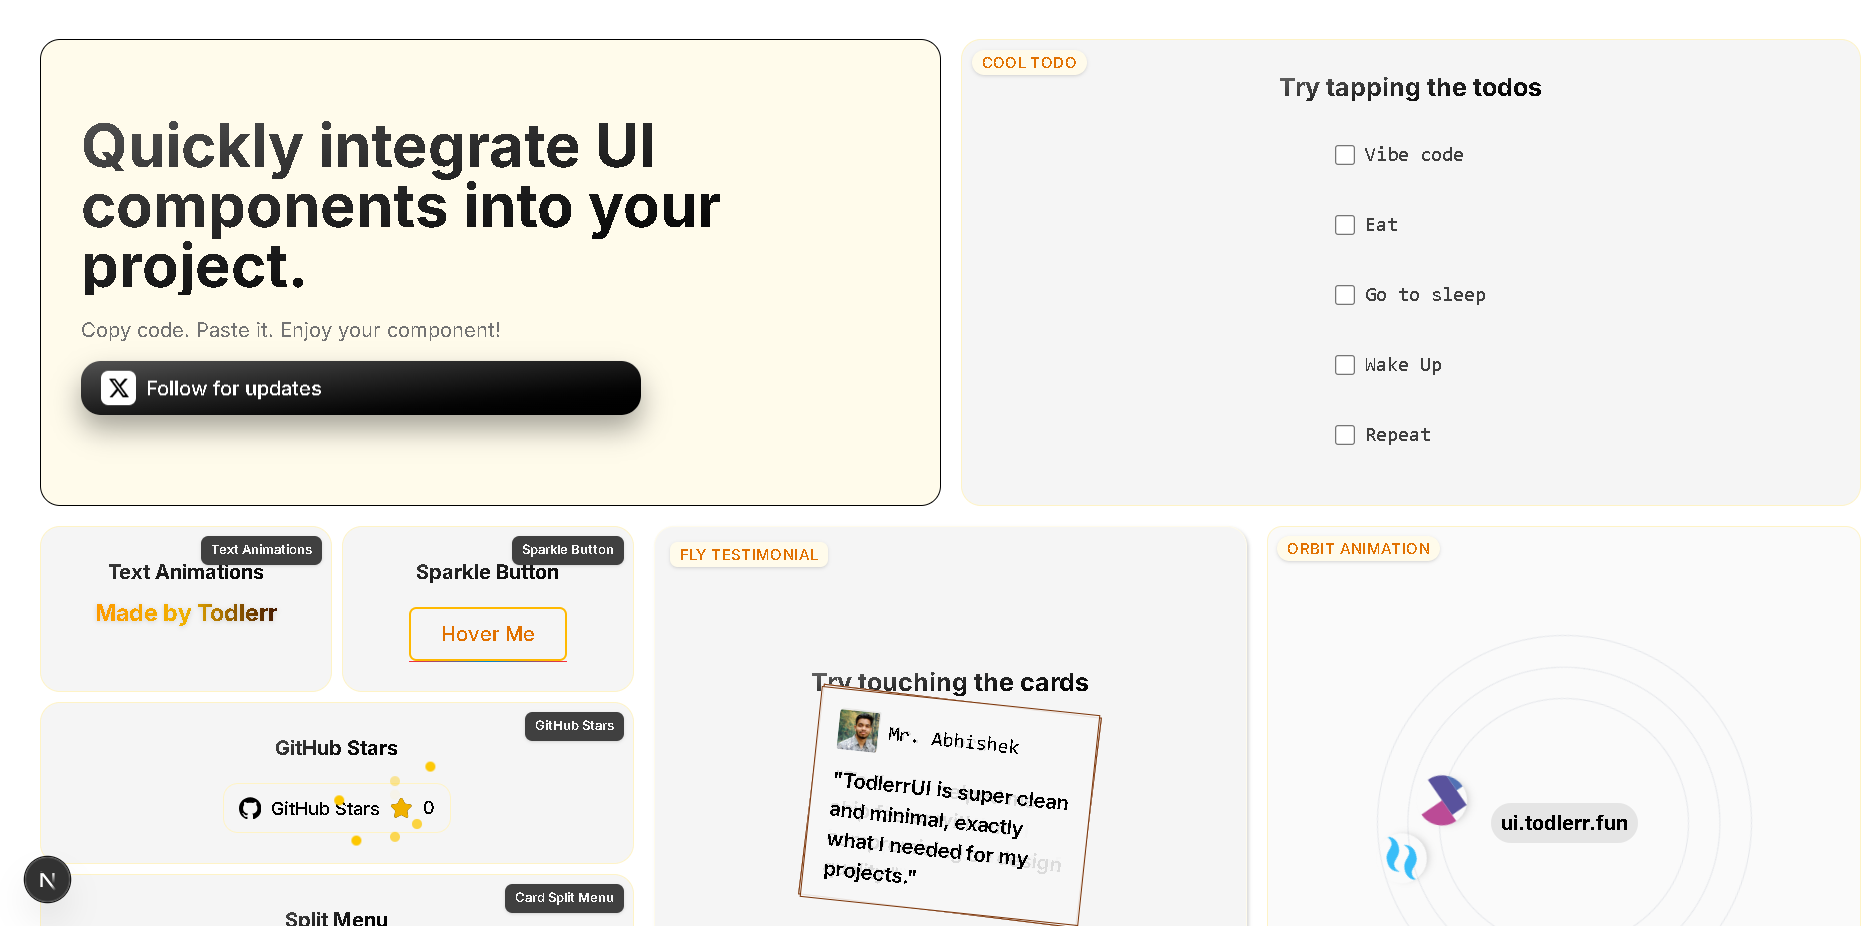 Quickly integrate UI
components into your
project.
Copy code. Paste it. Enjoy your component!
Follow for updates
COOL TODO
Try tapping the todos
Vibe code
Eat
Go to sleep
Wake Up
Repeat
Text Animations
Text Animations
Made by Todlerr
Sparkle Button
Sparkle Button
Hover Me
GitHub Stars
GitHub Stars
GitHub Stars 0
Card Split Menu
Split Menu
FLY TESTIMONIAL
Try touching the cards
Mr. Abhishek
"TodlerrUI is super clean
and minimal, exactly
what I needed for my
projects."
ORBIT ANIMATION
ui.todlerr.fun